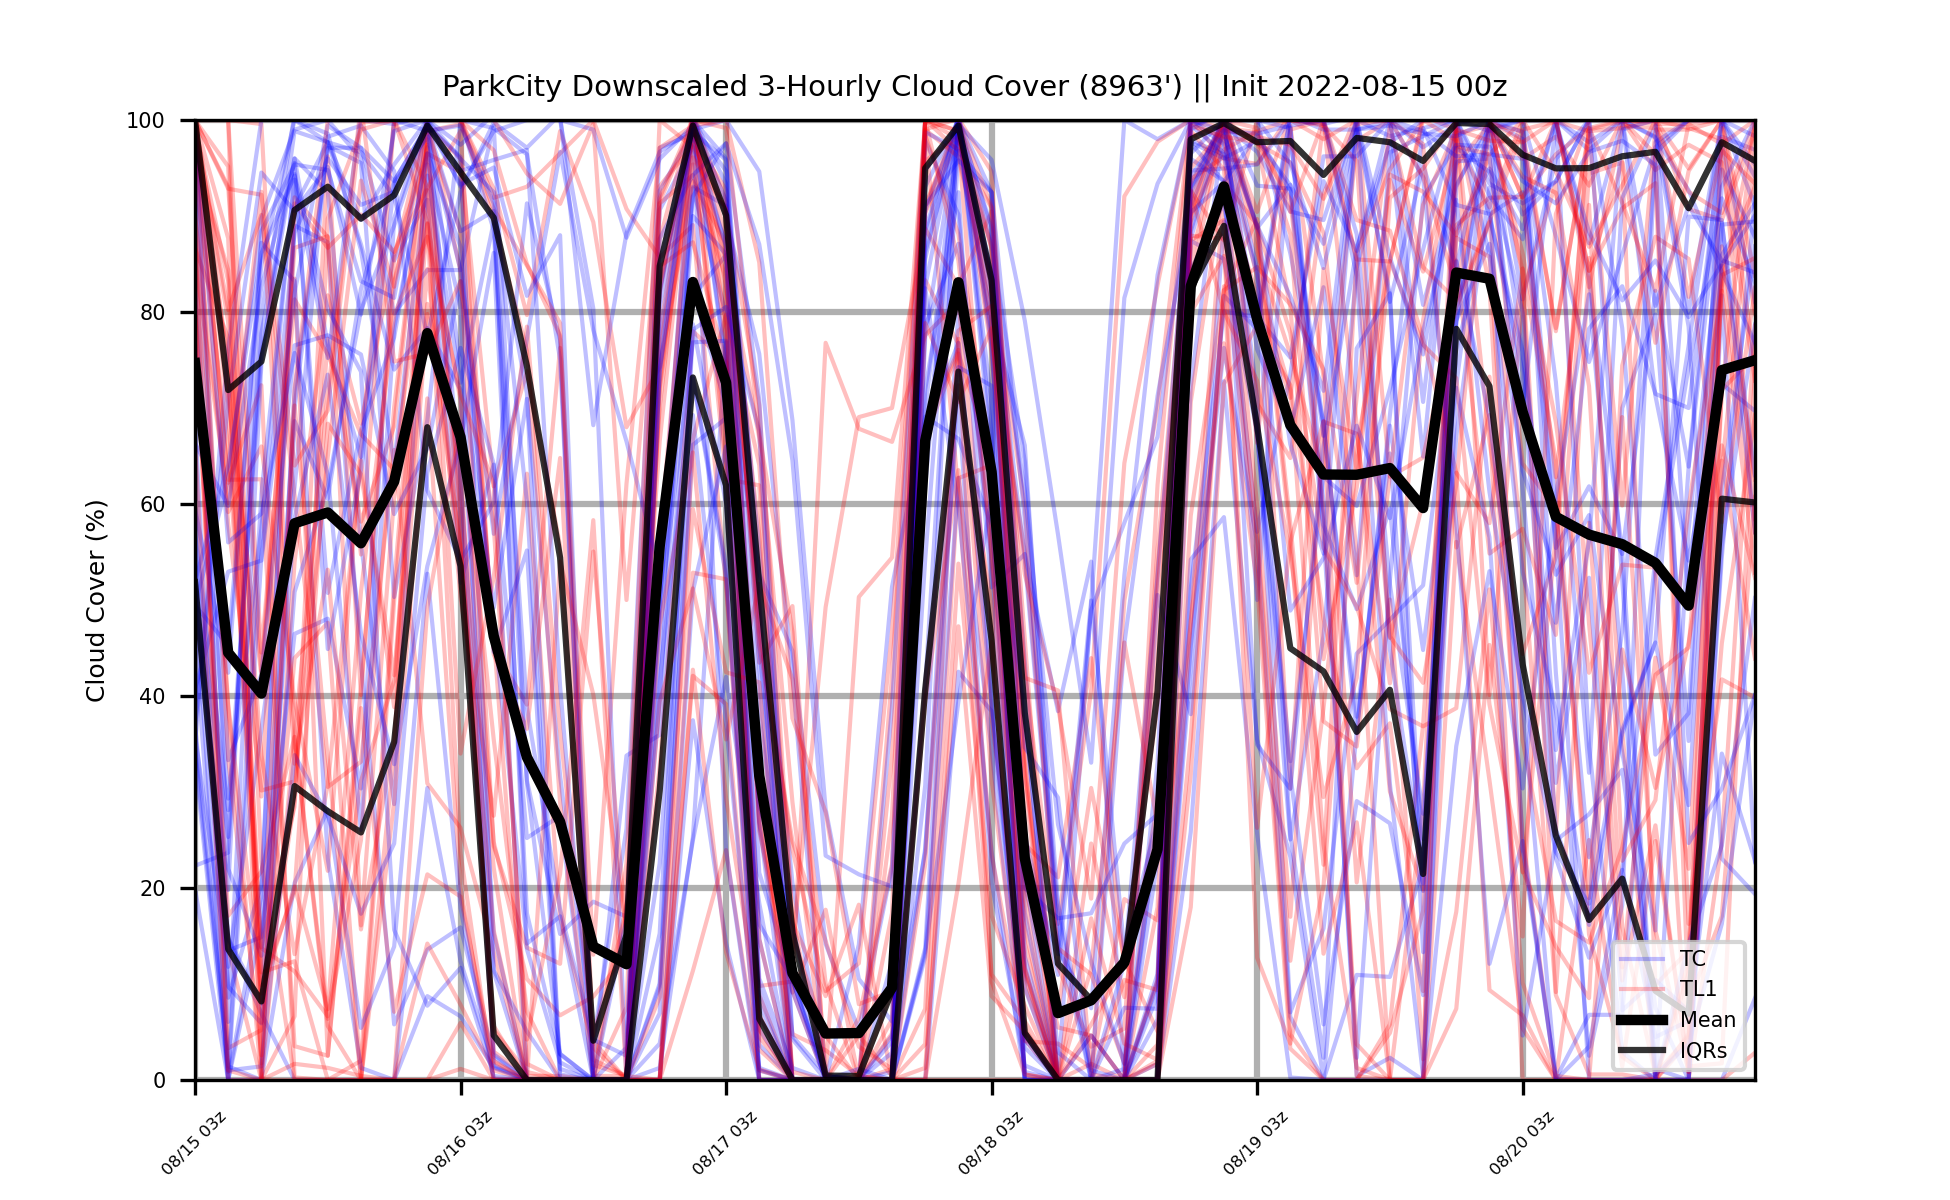 ParkCity Downscaled 3-Hourly Cloud Cover (8963') || Init 2022-08-15 00z
Cloud Cover (%)
100
80
60
40
20
0
08/15 03z
08/16 03z
08/17 03z
08/18 03z
08/19 03z
08/20 03z
TC
TL1
Mean
IQRs